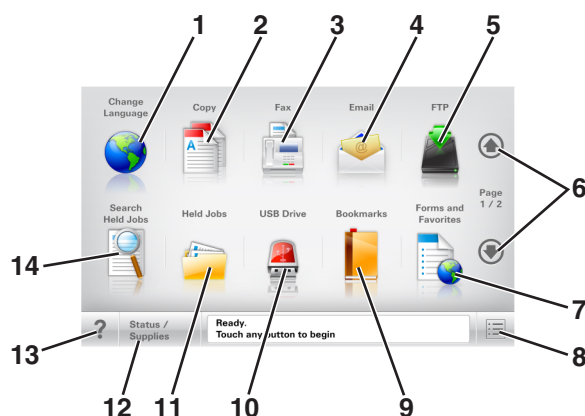 1 2 3 4 5
Change
Language
Copy
Fax
Email
FTP
A
@
6
Page
1 / 2
Search
Held Jobs
Held Jobs
USB Drive
Bookmarks
Forms and
Favorites
14
7
?
Status /
Supplies
Ready.
Touch any button to begin
13
12
11
10
9
8